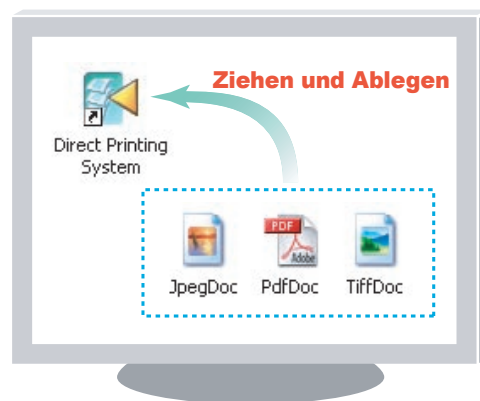 Ziehen und Ablegen
Direct Printing
System
PDF
Adobe
JpegDoc
PdfDoc
TiffDoc